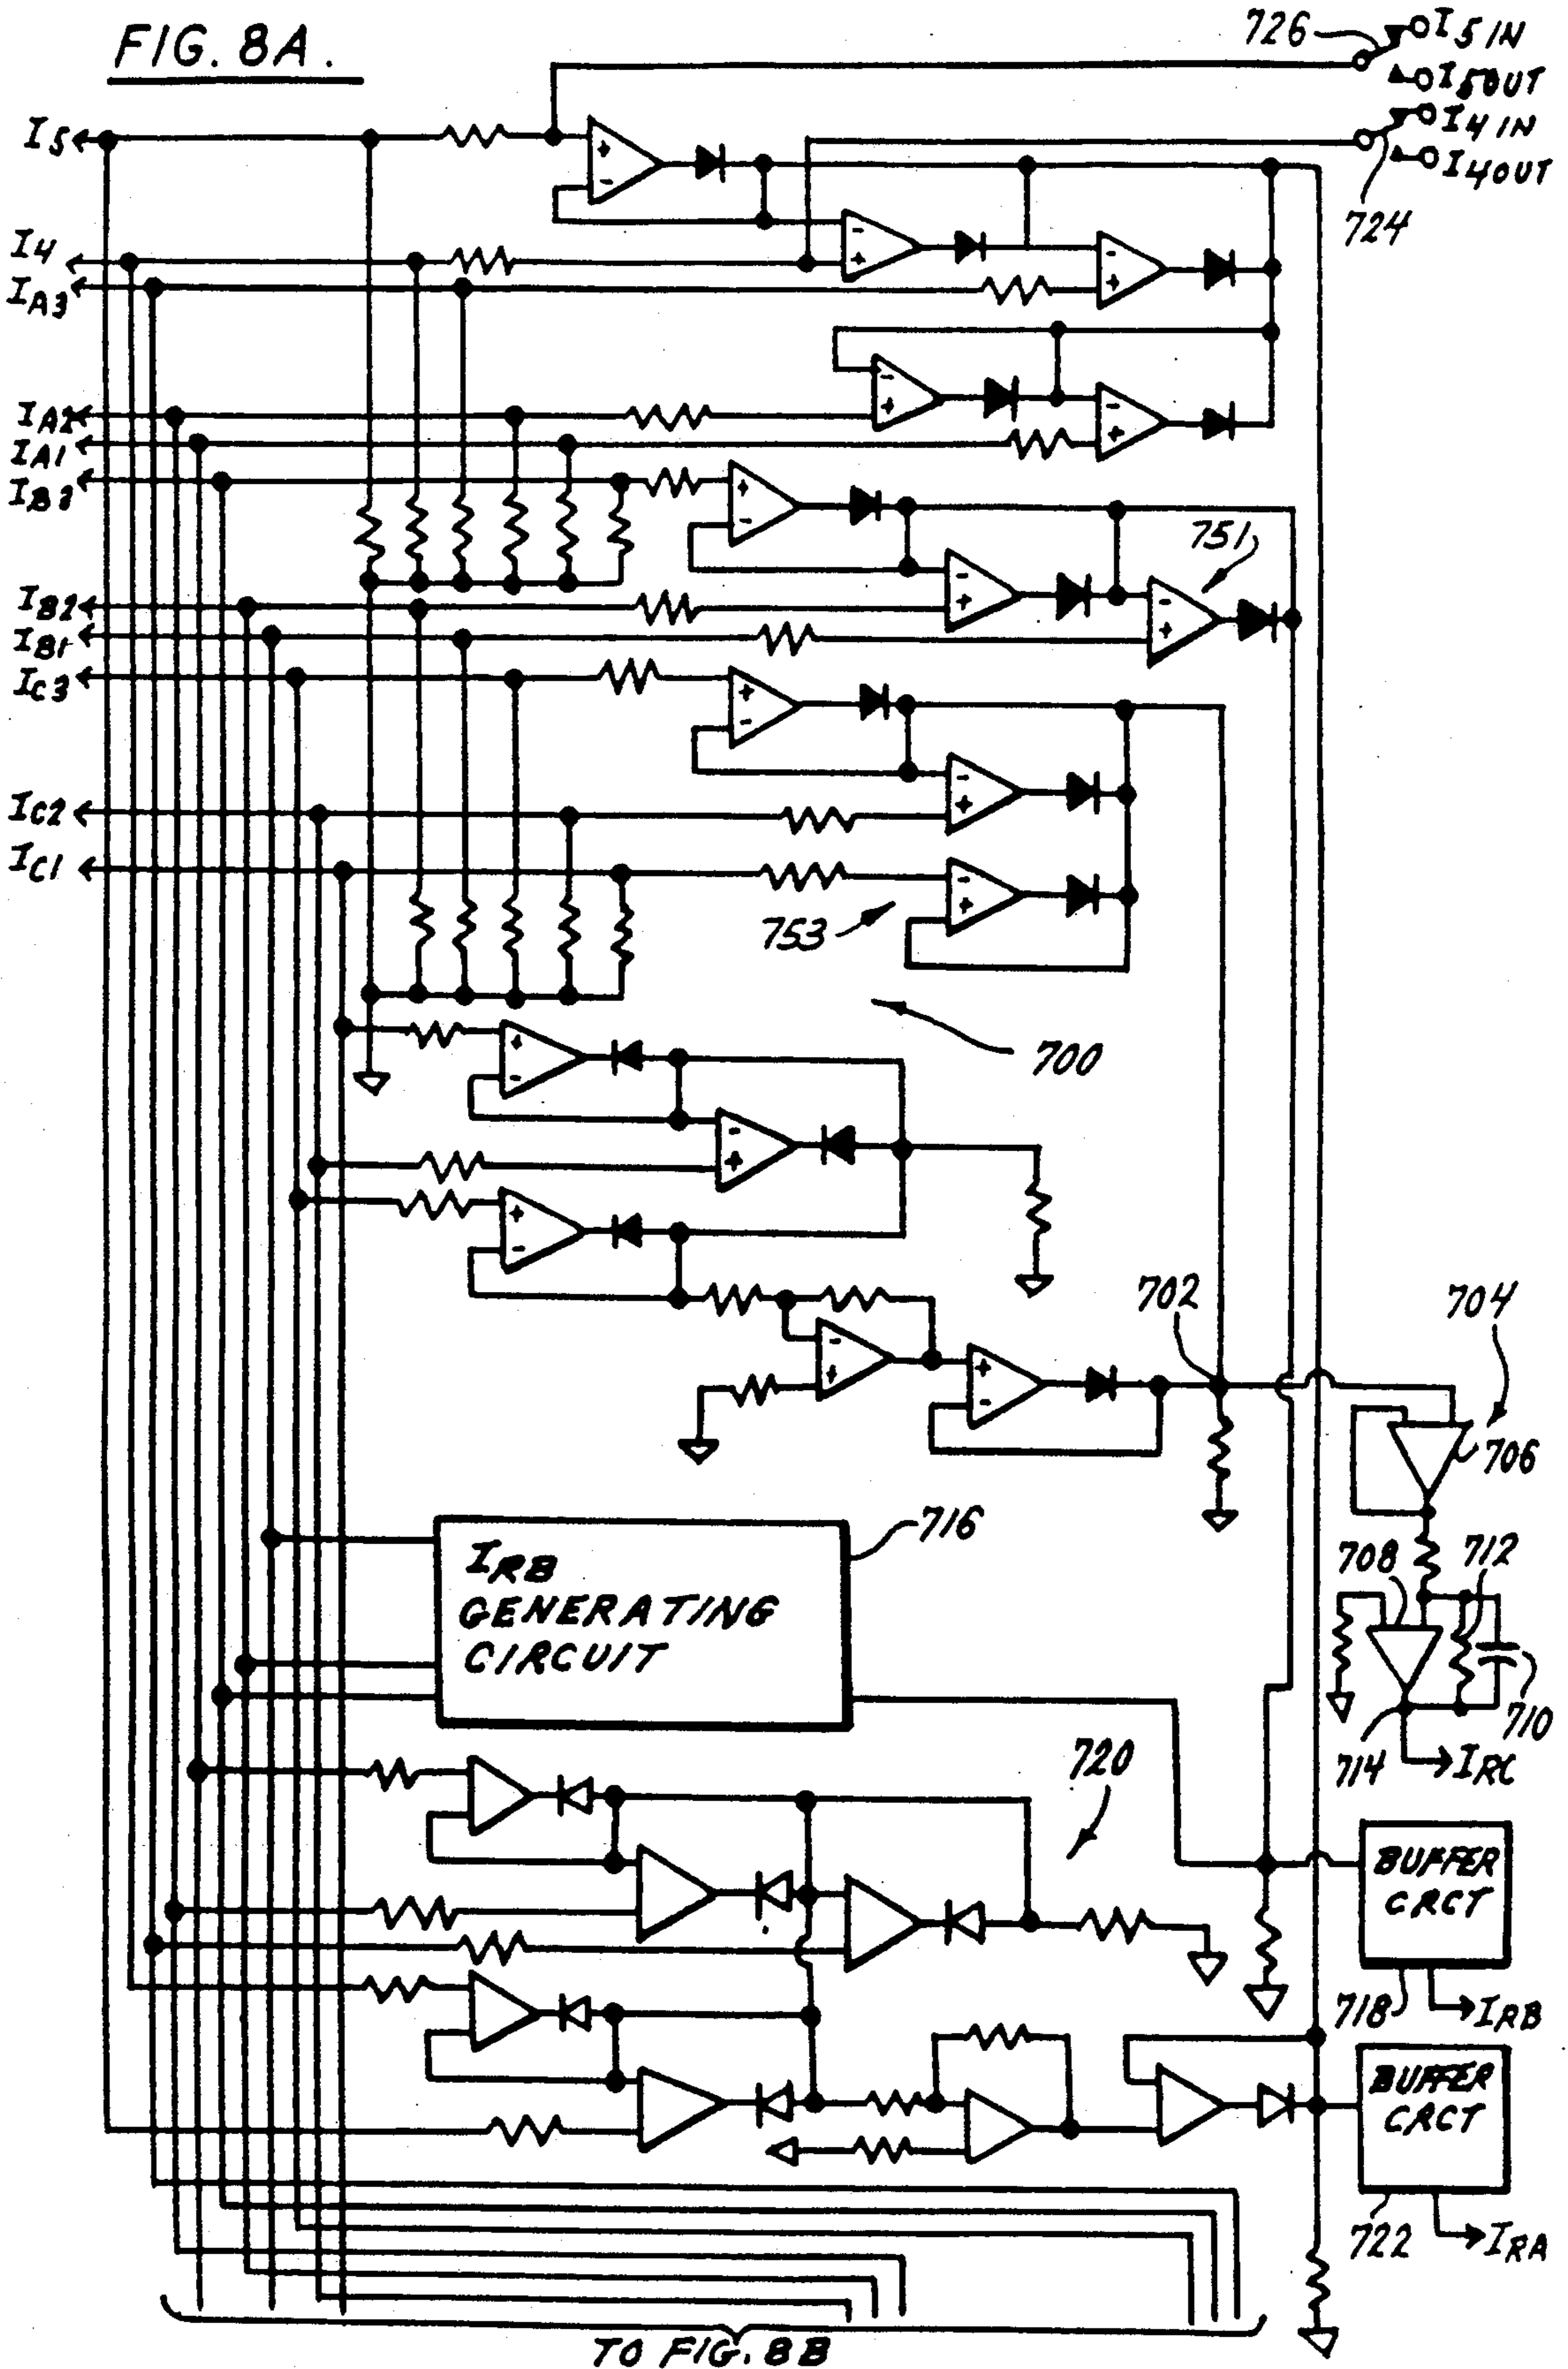 FIG. 8A.
726
I5 IN
I5 OUT
I4 IN
I4 OUT
724
I5
I4
IA3
IA2
IA1
IB3
751
IB2
IB1
IC3
IC2
IC1
753
700
702
704
706
716
IRB
GENERATING
CIRCUIT
708
712
710
714
IRC
720
BUFFER
CRCT
718
IRB
BUFFER
CRCT
722
IRA
TO FIG. 8B